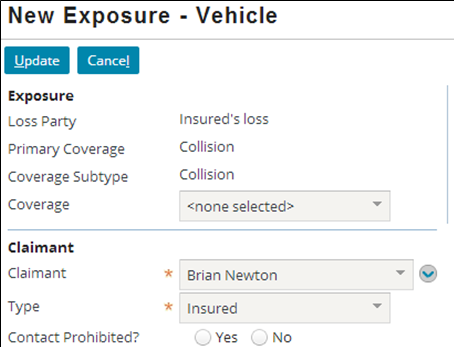 New Exposure - Vehicle
Update Cancel
Exposure
Loss Party Insured's loss
Primary Coverage Collision
Coverage Subtype Collision
Coverage <none selected>
Claimant
Claimant * Brian Newton
Type * Insured
Contact Prohibited? Yes No